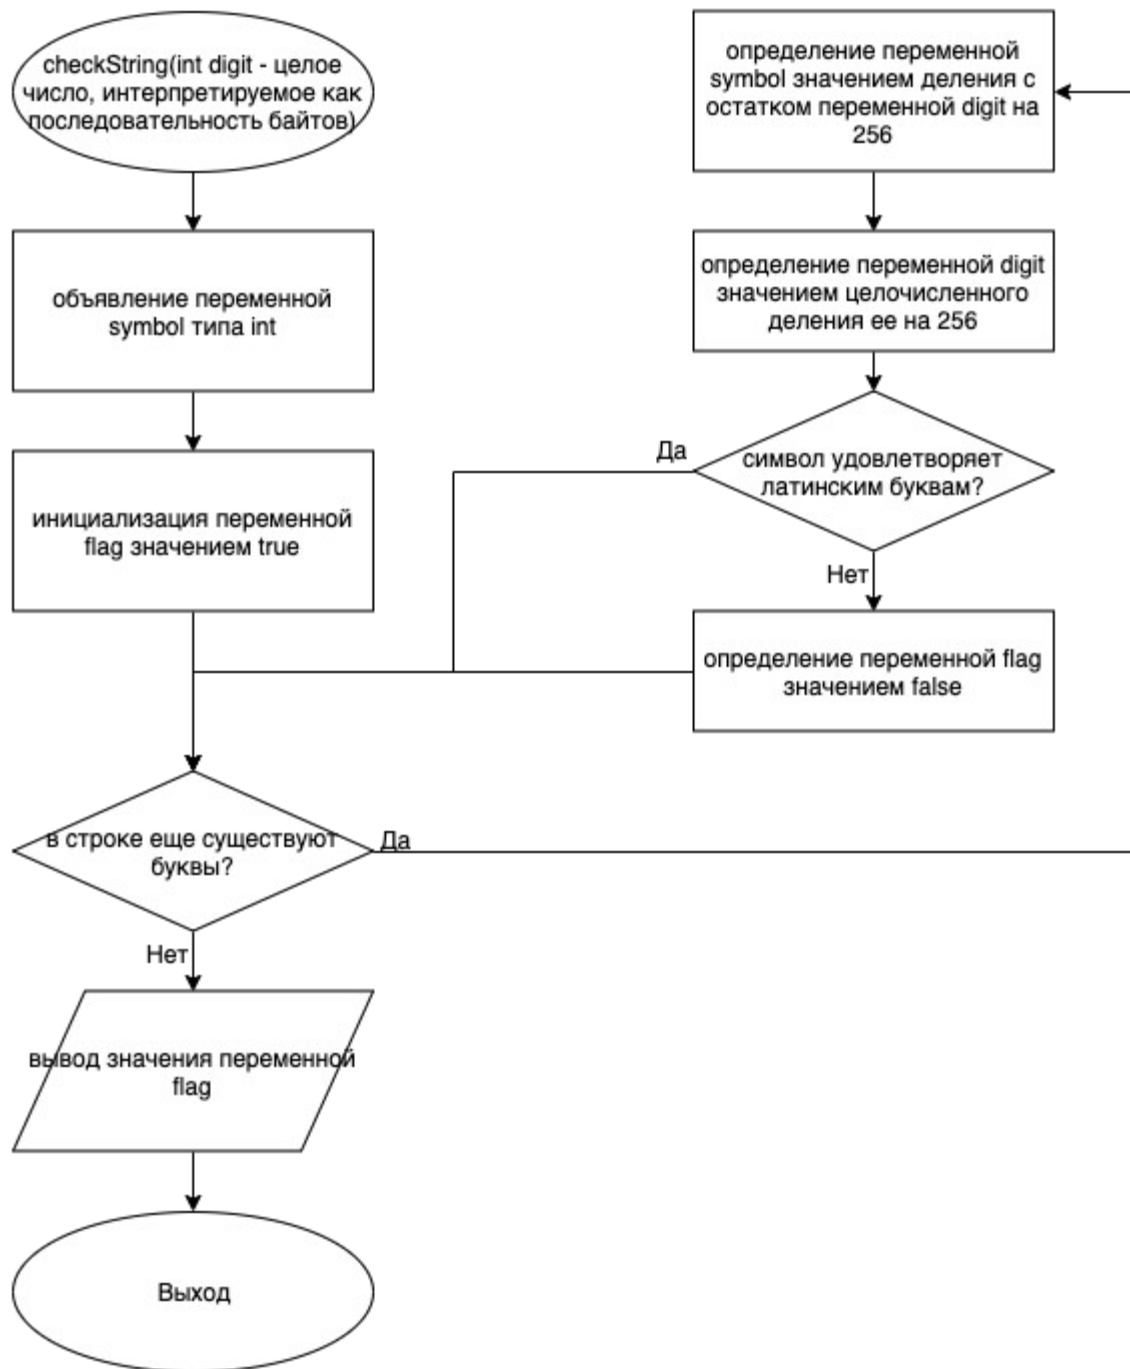 checkString(int digit - целое
число, интерпретируемое как
последовательность байтов)
объявление переменной
symbol типа int
инициализация переменной
flag значением true
в строке еще существуют
буквы?
Да
Нет
вывод значения переменной
flag
Выход
определение переменной
symbol значением деления с
остатком переменной digit на
256
определение переменной digit
значением целочисленного
деления ее на 256
символ удовлетворяет
латинским буквам?
Да
Нет
определение переменной flag
значением false